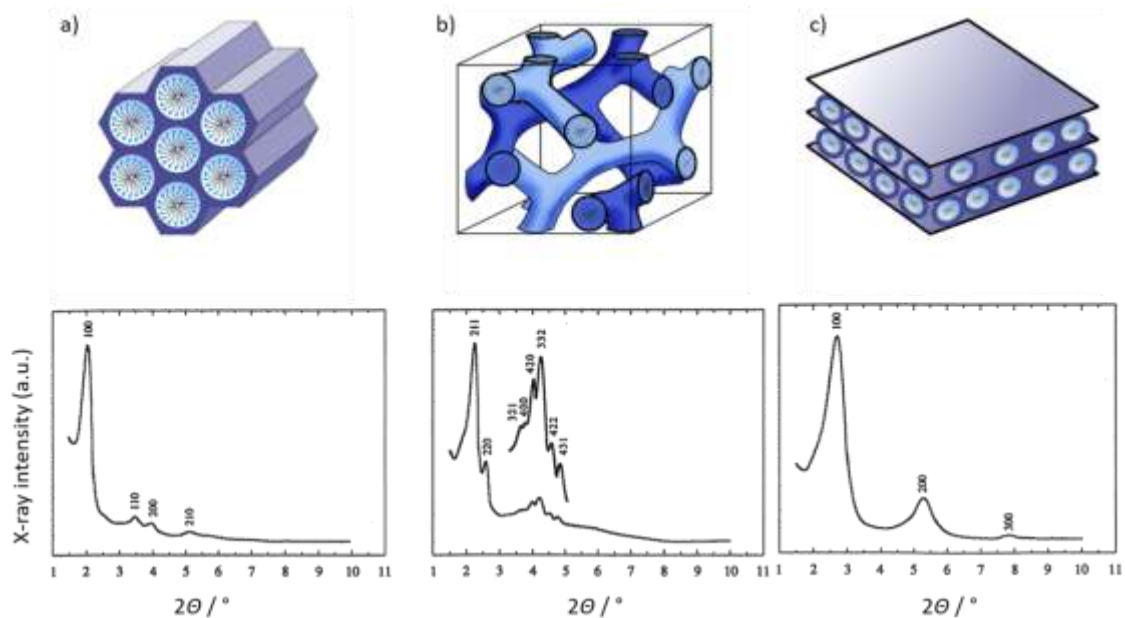 a)
b)
c)
X-ray intensity (a.u.)
100
110
200
210
1 2 3 4 5 6 7 8 9 10 11
2Θ / °
211
220
321
400
420
332
422
431
1 2 3 4 5 6 7 8 9 10 11
2Θ / °
100
200
300
1 2 3 4 5 6 7 8 9 10 11
2Θ / °